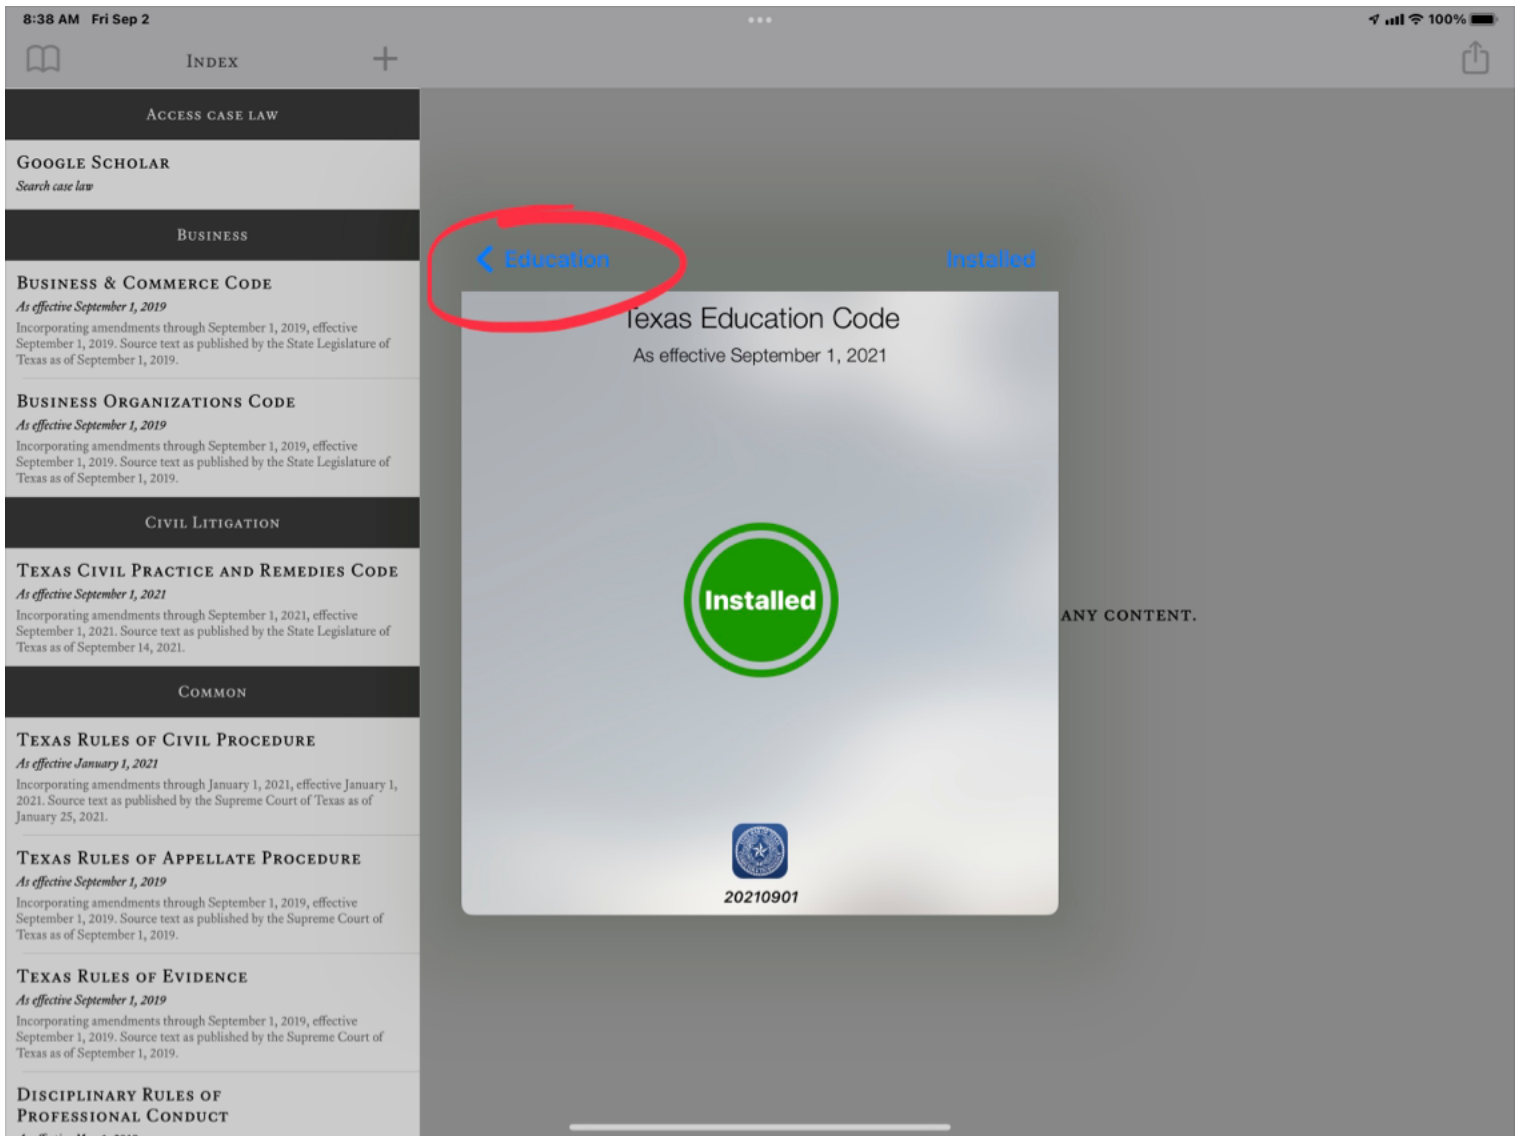 8:38 AM Fri Sep 2
100%
Index
Access case law
Google Scholar
Search case law
Business
Business & Commerce Code
As effective September 1, 2019
Incorporating amendments through September 1, 2019, effective
September 1, 2019. Source text as published by the State Legislature of
Texas as of September 1, 2019.
Business Organizations Code
As effective September 1, 2019
Incorporating amendments through September 1, 2019, effective
September 1, 2019. Source text as published by the State Legislature of
Texas as of September 1, 2019.
Civil Litigation
Texas Civil Practice and Remedies Code
As effective September 1, 2021
Incorporating amendments through September 1, 2021, effective
September 1, 2021. Source text as published by the State Legislature of
Texas as of September 14, 2021.
Common
Texas Rules of Civil Procedure
As effective January 1, 2021
Incorporating amendments through January 1, 2021, effective January 1,
2021. Source text as published by the Supreme Court of Texas as of
January 25, 2021.
Texas Rules of Appellate Procedure
As effective September 1, 2019
Incorporating amendments through September 1, 2019, effective
September 1, 2019. Source text as published by the Supreme Court of
Texas as of September 1, 2019.
Texas Rules of Evidence
As effective September 1, 2019
Incorporating amendments through September 1, 2019, effective
September 1, 2019. Source text as published by the Supreme Court of
Texas as of September 1, 2019.
Disciplinary Rules of
Professional Conduct
Education
Installed
Texas Education Code
As effective September 1, 2021
Installed
20210901
ANY CONTENT.